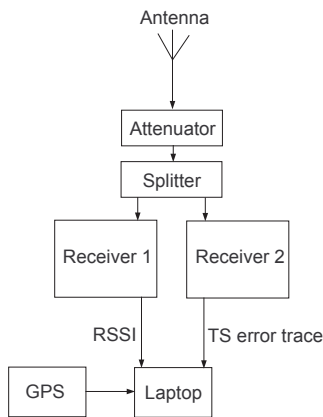 Antenna
Attenuator
Splitter
Receiver 1
Receiver 2
RSSI
TS error trace
GPS
Laptop